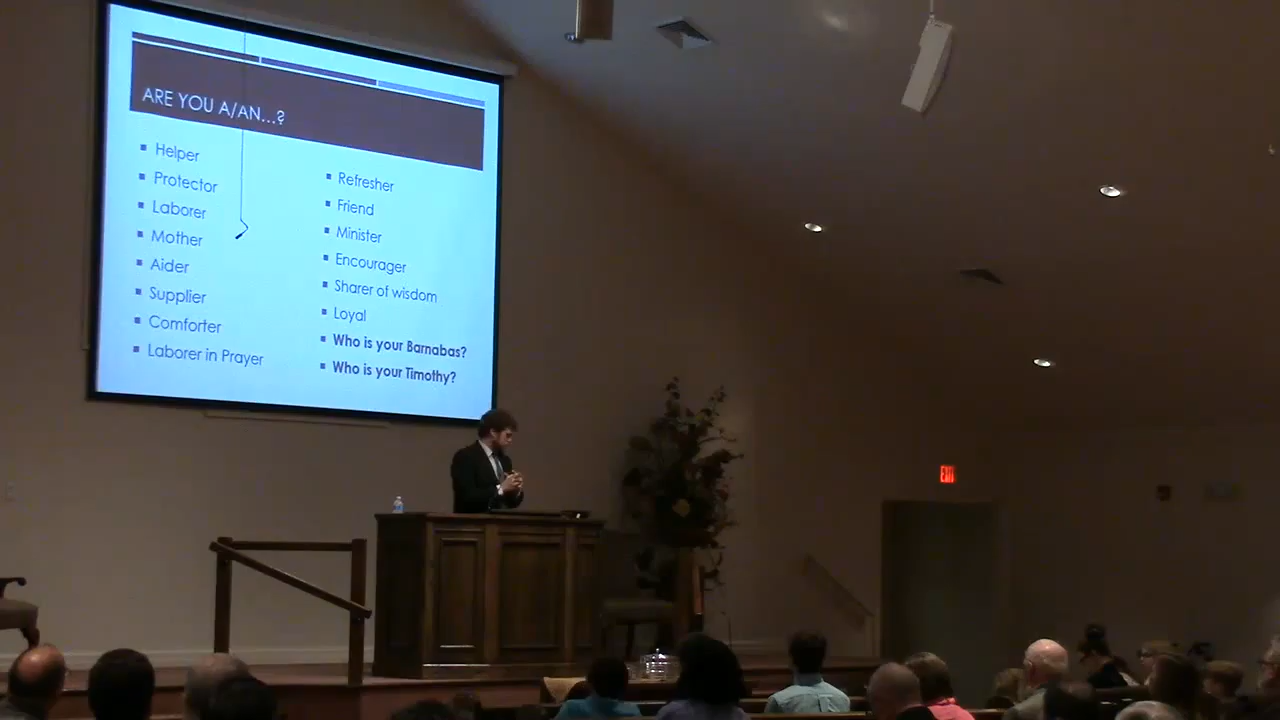 ARE YOU A/AN...?
Helper
Protector
Laborer
Mother
Aider
Supplier
Comforter
Laborer in Prayer
Refresher
Friend
Minister
Encourager
Sharer of wisdom
Loyal
Who is your Barnabas?
Who is your Timothy?
EXIT